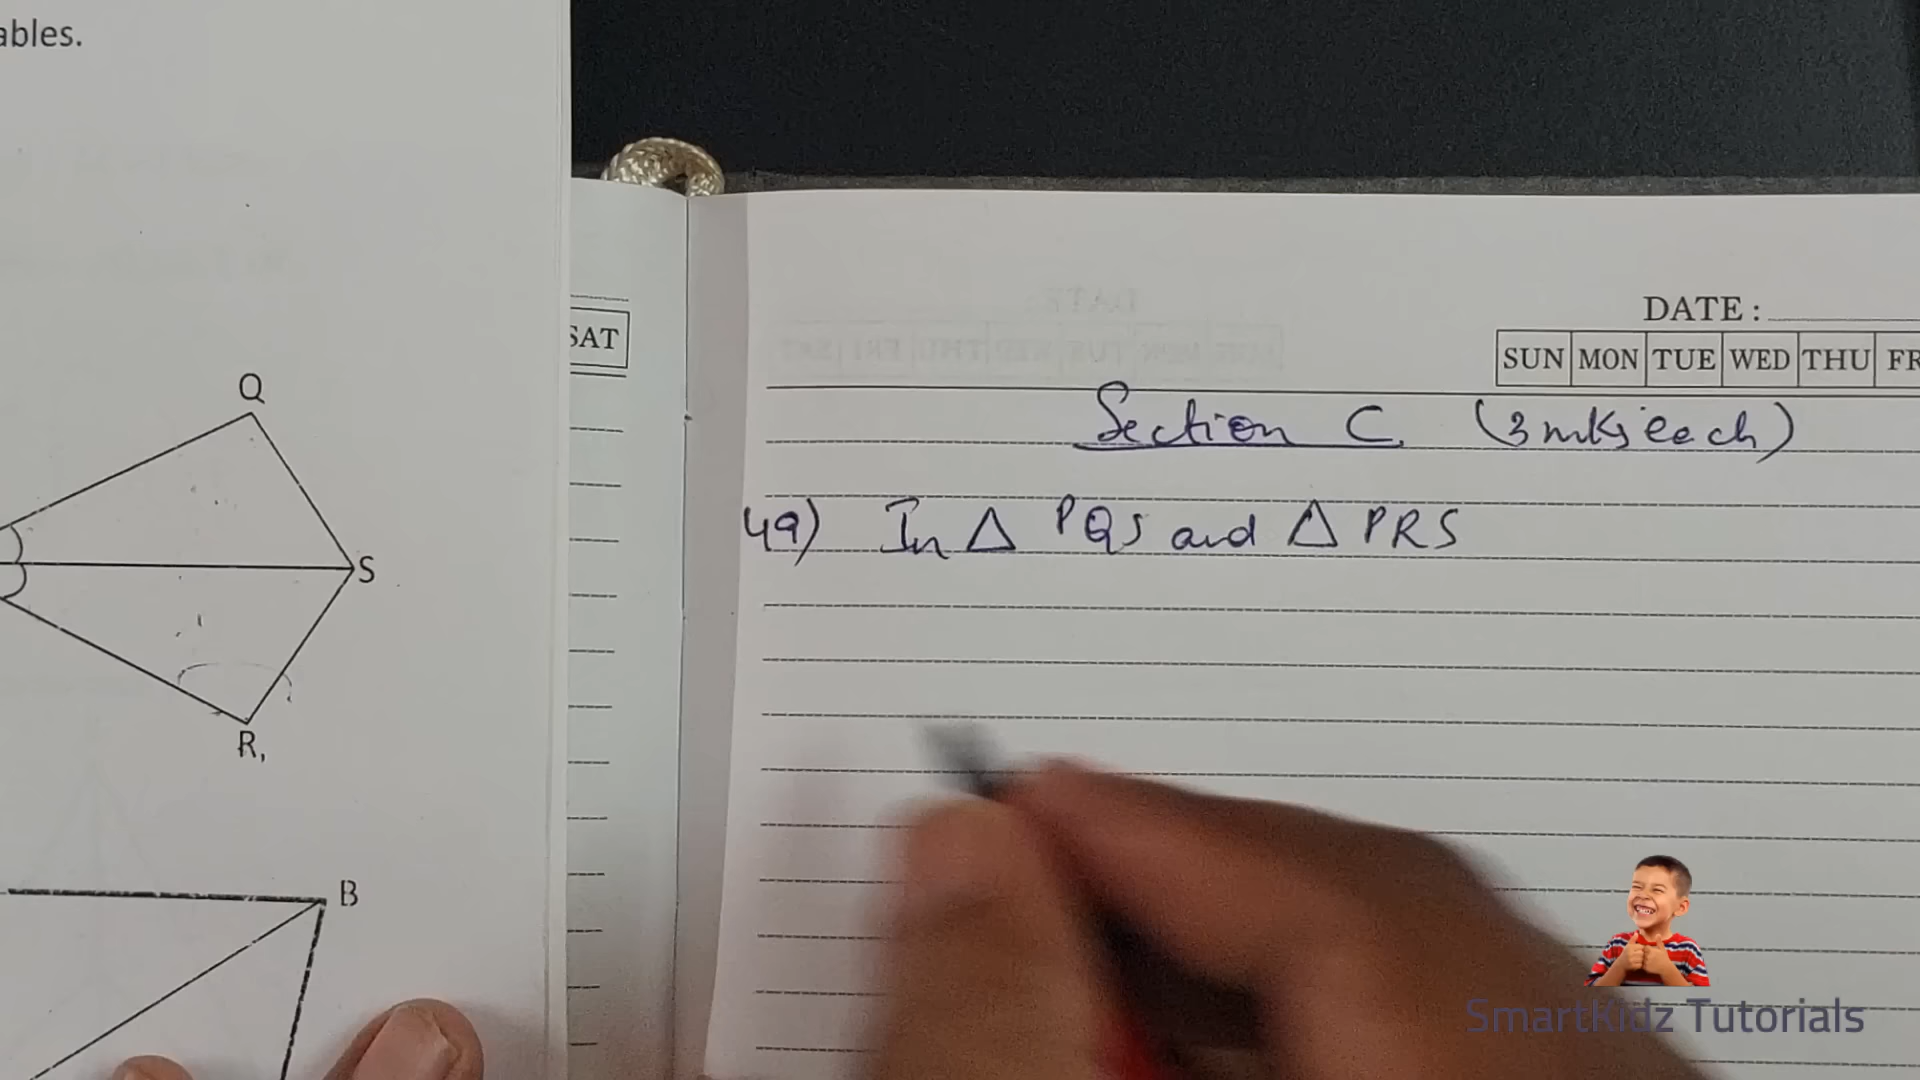 ables.
Q
S
R,
B
SAT
DATE :
SUN MON TUE WED THU FR
Section C (3 mks each)
49) In △ PQS and △ PRS
SmartKidz Tutorials